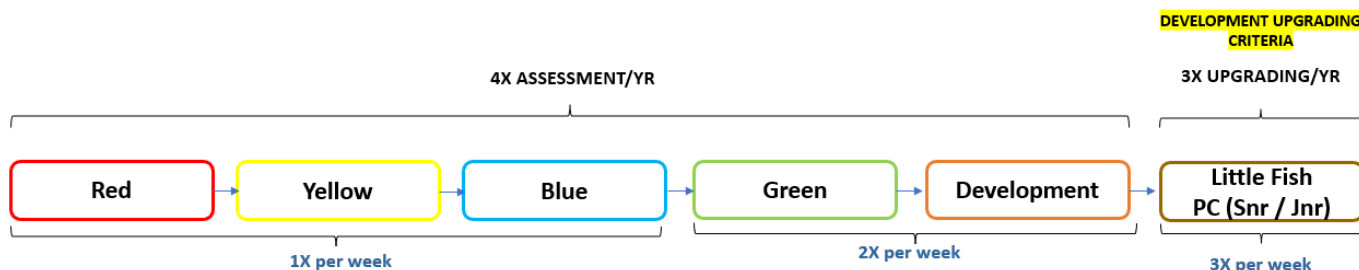 DEVELOPMENT UPGRADING
CRITERIA
4X ASSESSMENT/YR
3X UPGRADING/YR
Red
Yellow
Blue
Green
Development
Little Fish
PC (Snr / Jnr)
1X per week
2X per week
3X per week